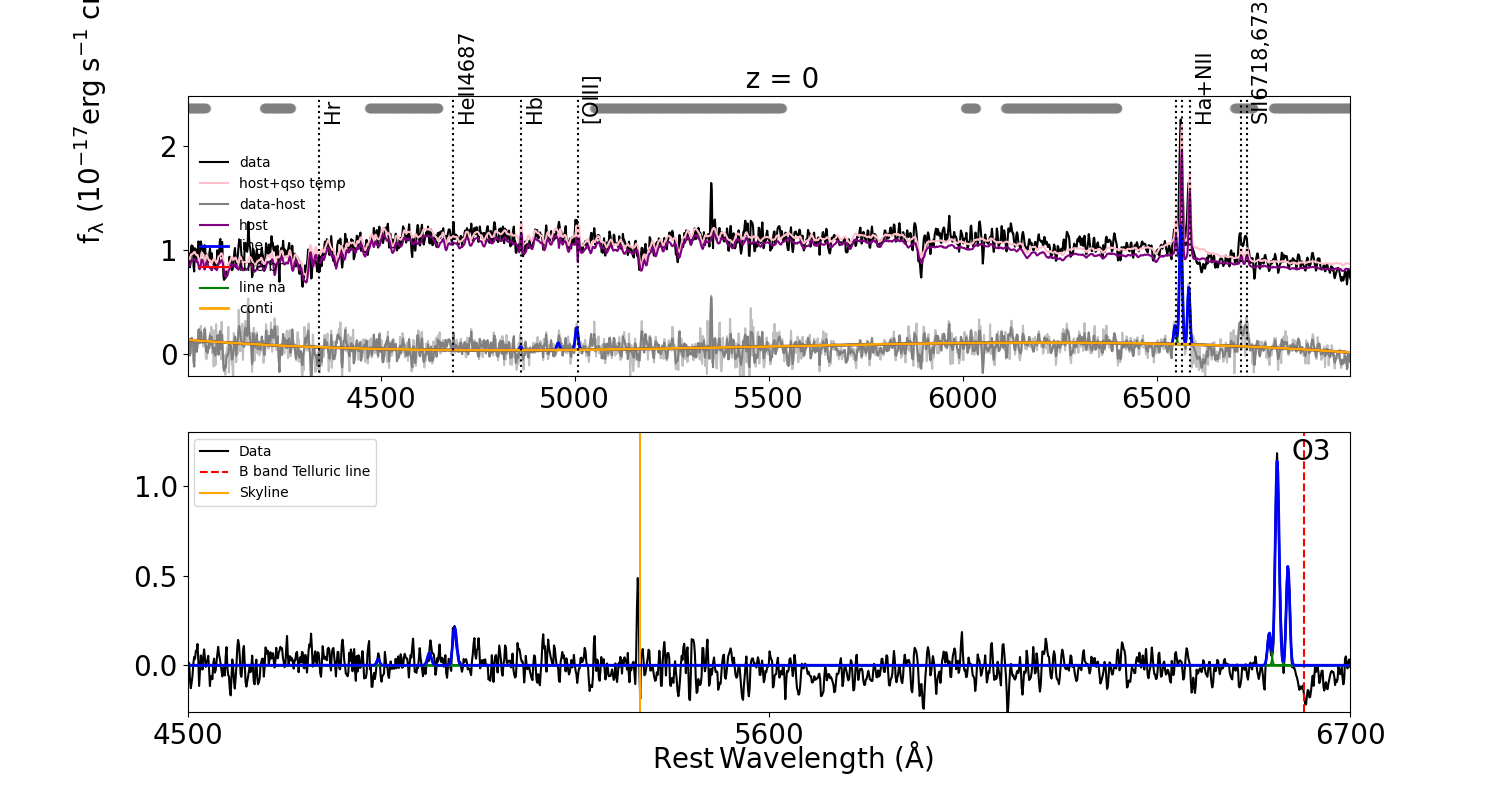 z = 0
Hγ
HeII4687
Hb
[OIII]
Ha+NII
SII6718,673
fλ (10−17erg s−1 c
2
1
0
data
host+qso temp
data-host
host
line na
conti
4500
5000
5500
6000
6500
Data
B band Telluric line
Skyline
O3
1.0
0.5
0.0
4500
5600
6700
Rest Wavelength (Å)